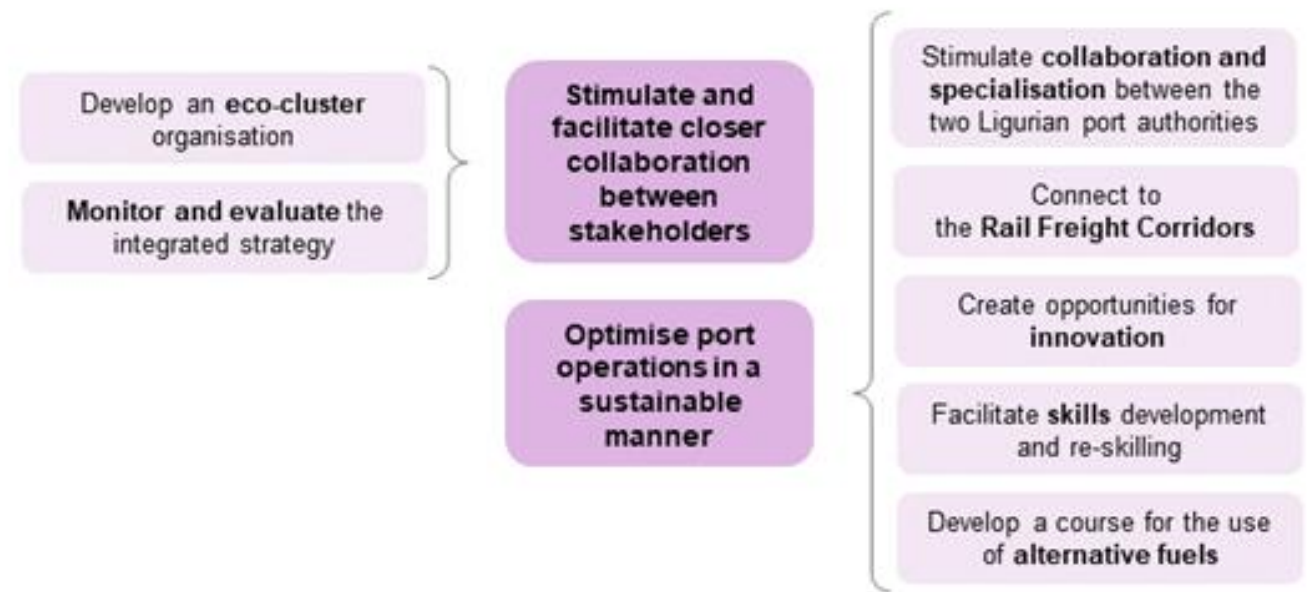 Develop an eco-cluster
organisation
Monitor and evaluate the
integrated strategy
Stimulate and
facilitate closer
collaboration
between
stakeholders
Optimise port
operations in a
sustainable
manner
Stimulate collaboration and
specialisation between the
two Ligurian port authorities
Connect to
the Rail Freight Corridors
Create opportunities for
innovation
Facilitate skills development
and re-skilling
Develop a course for the use
of alternative fuels